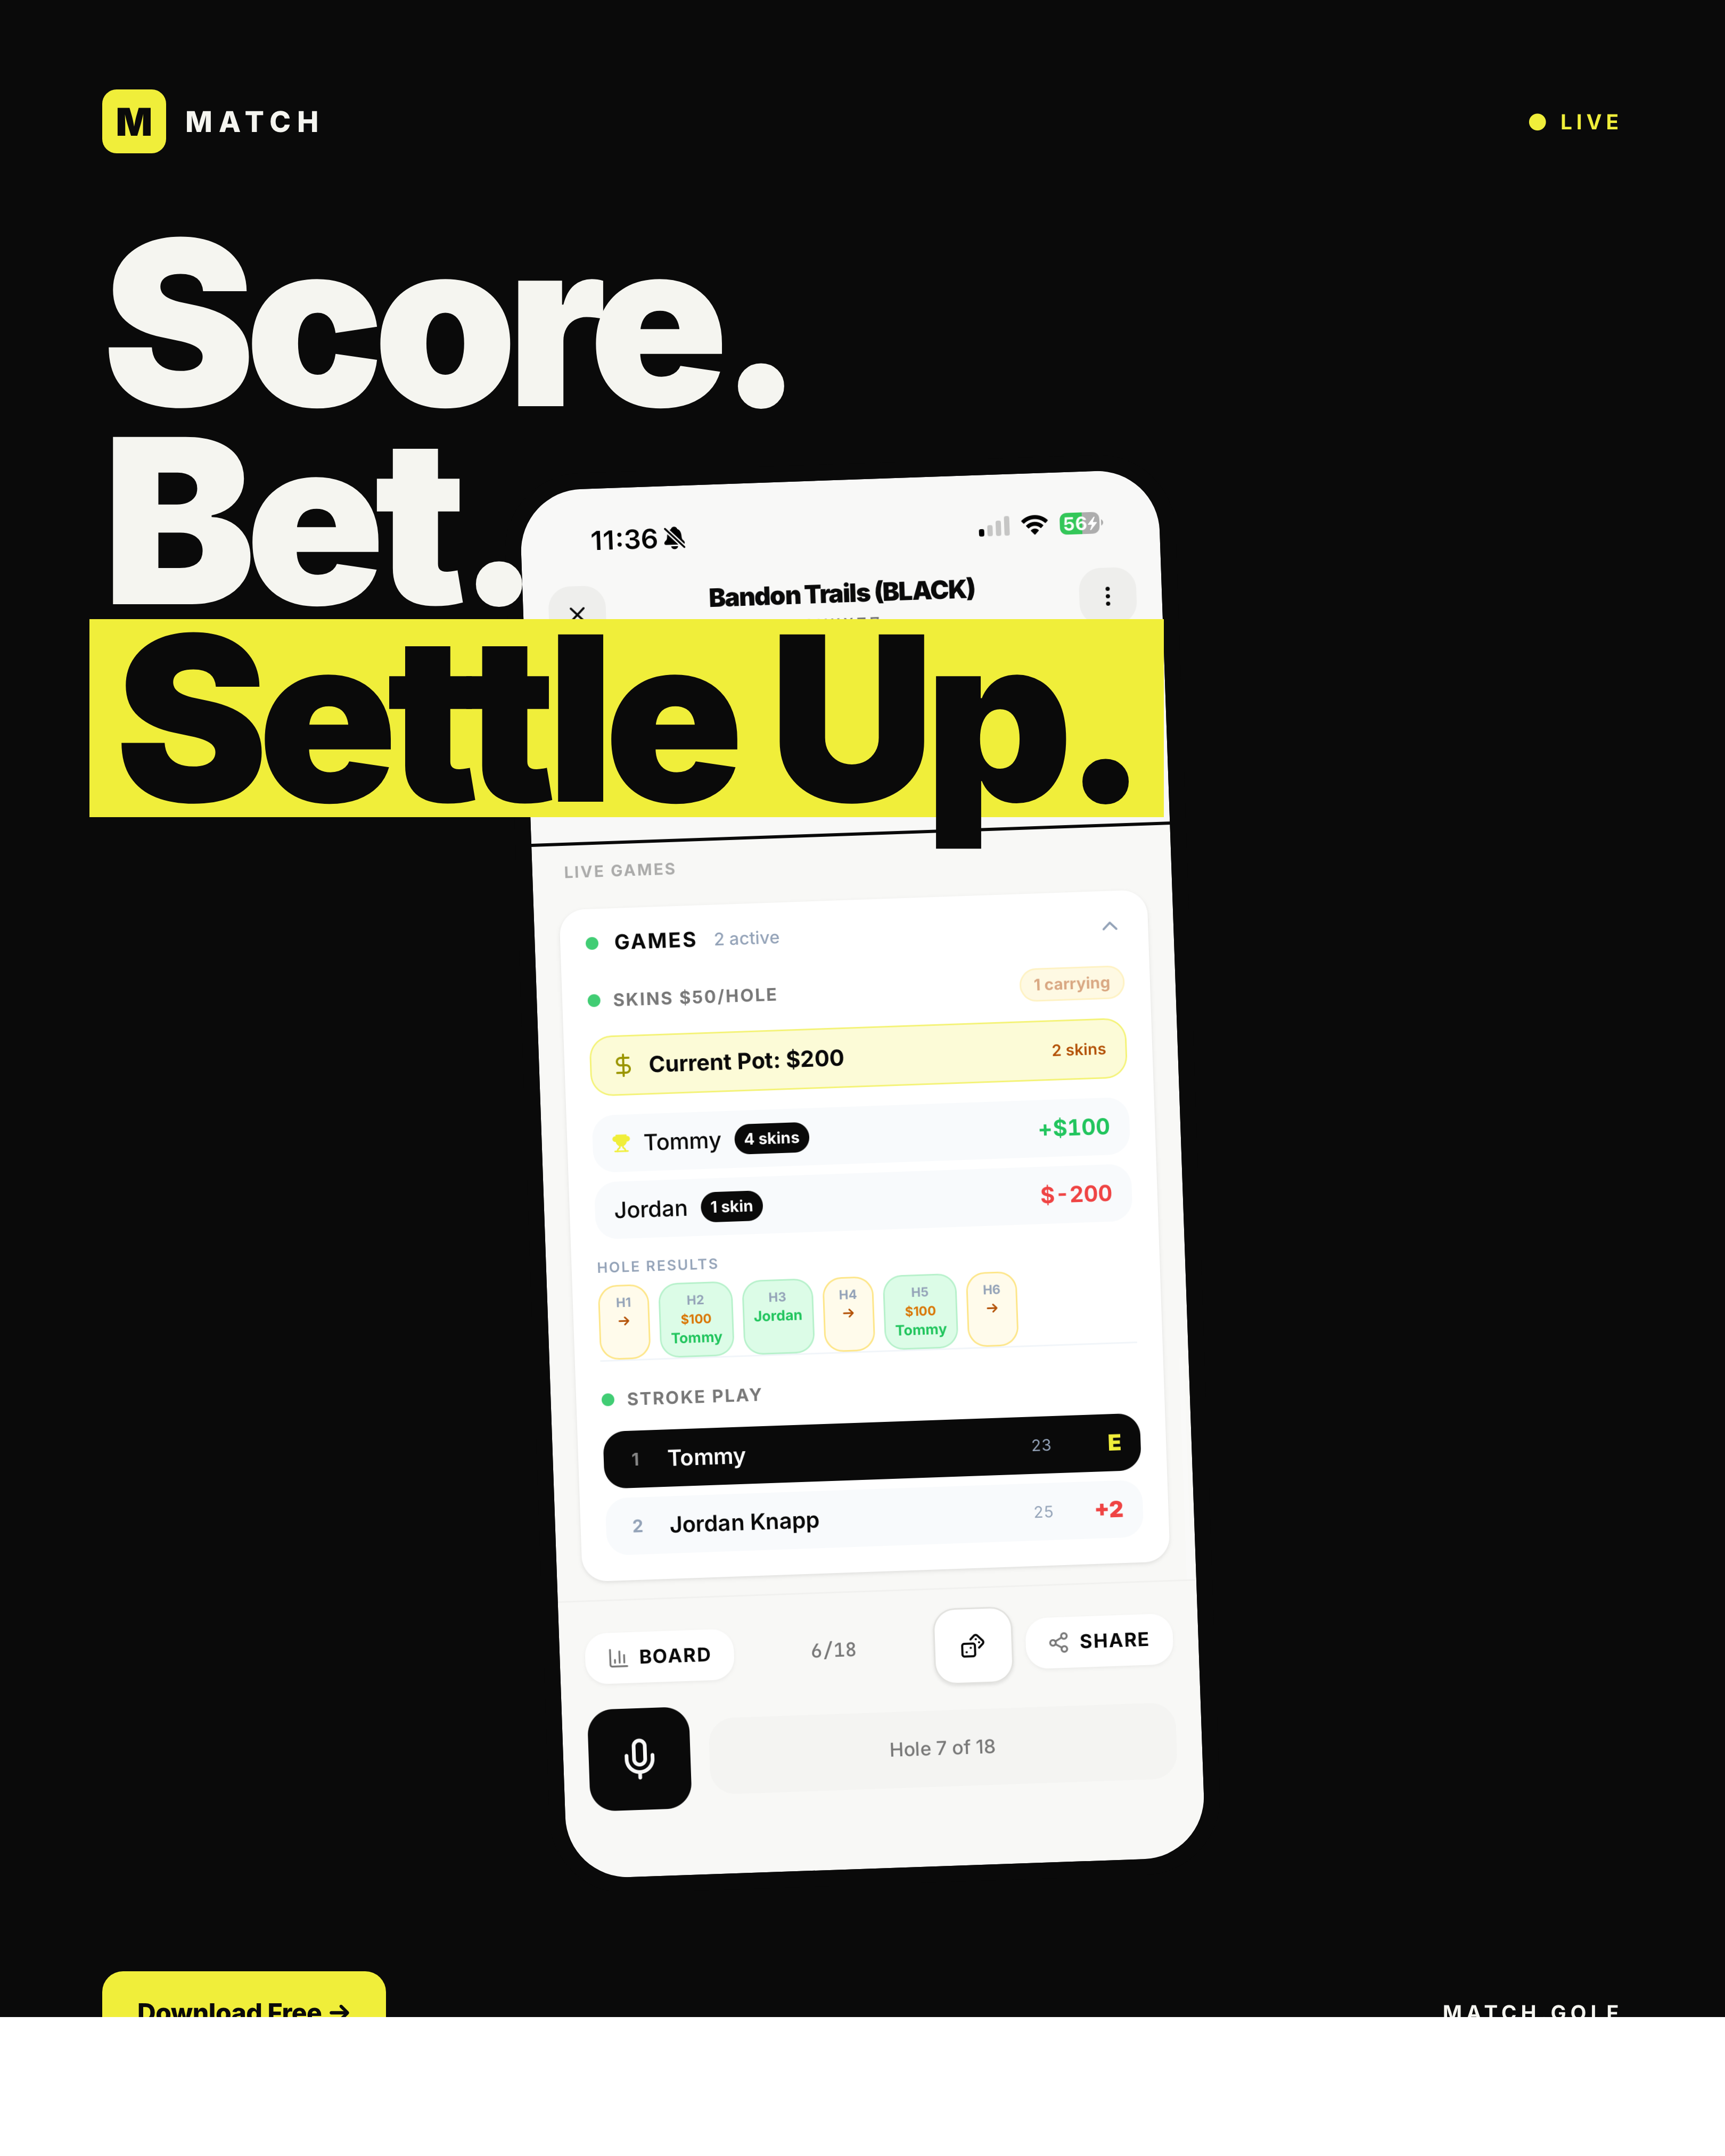 M MATCH
LIVE
Score.
Bet.
Settle Up.
11:36
56
Bandon Trails (BLACK)
LIVE GAMES
GAMES 2 active
SKINS $50/HOLE 1 carrying
Current Pot: $200 2 skins
Tommy 4 skins +$100
Jordan 1 skin $-200
HOLE RESULTS
H1 H2 H3 H4 H5 H6
→ $100 Jordan → $100 →
Tommy Tommy
STROKE PLAY
1 Tommy 23 E
2 Jordan Knapp 25 +2
BOARD 6/18 SHARE
Hole 7 of 18
Download Free →
MATCH GOLF